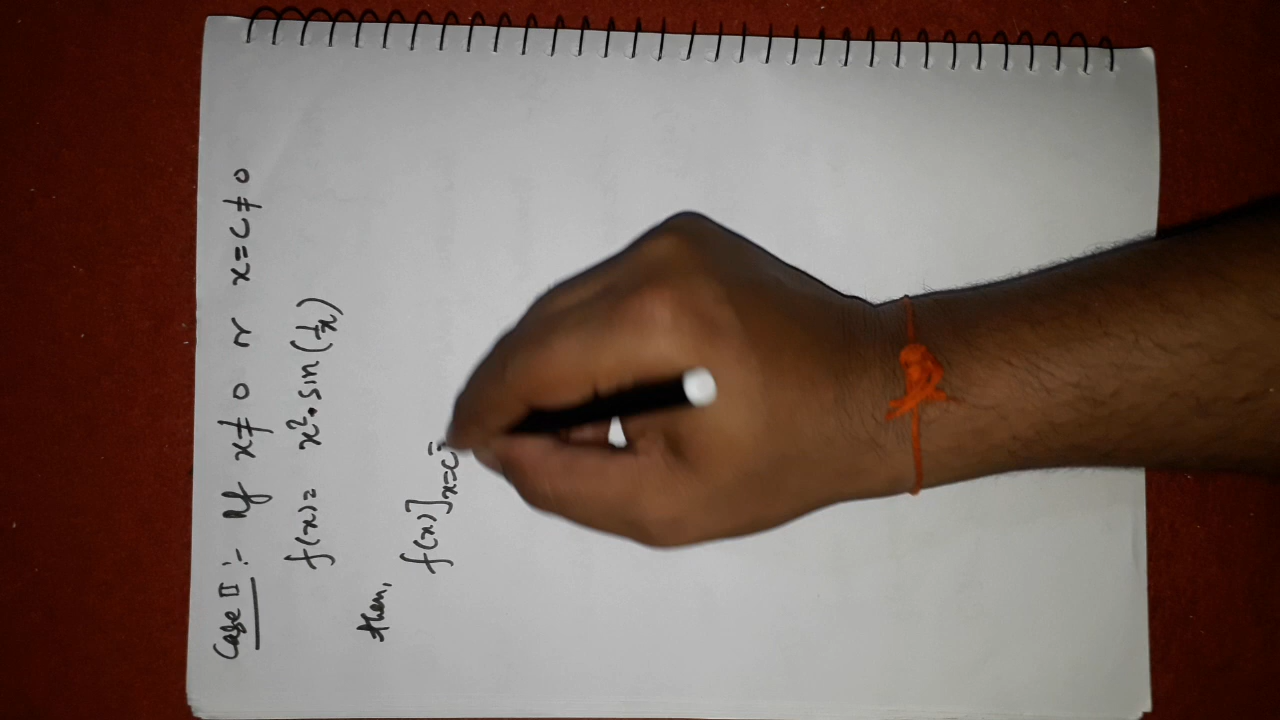 Case II :- If x≠0 or x=c≠0
f(x) = x². sin(1/x)
then,
f(x)]x=c=